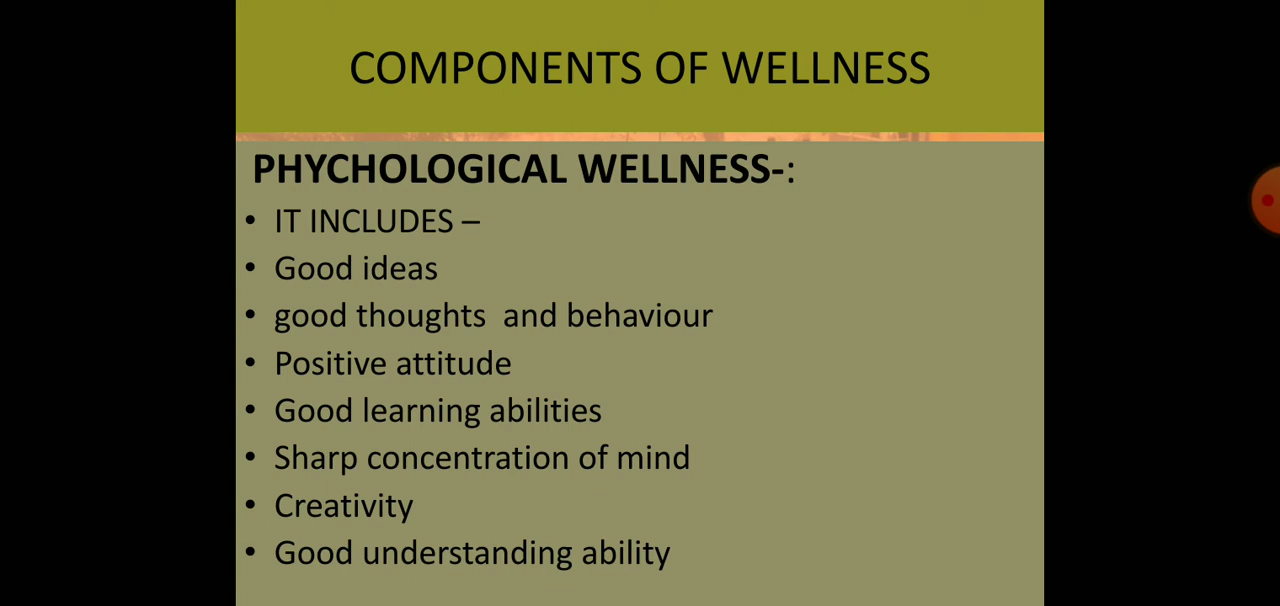 COMPONENTS OF WELLNESS
PHYCHOLOGICAL WELLNESS-:
• IT INCLUDES –
• Good ideas
• good thoughts  and behaviour
• Positive attitude
• Good learning abilities
• Sharp concentration of mind
• Creativity
• Good understanding ability